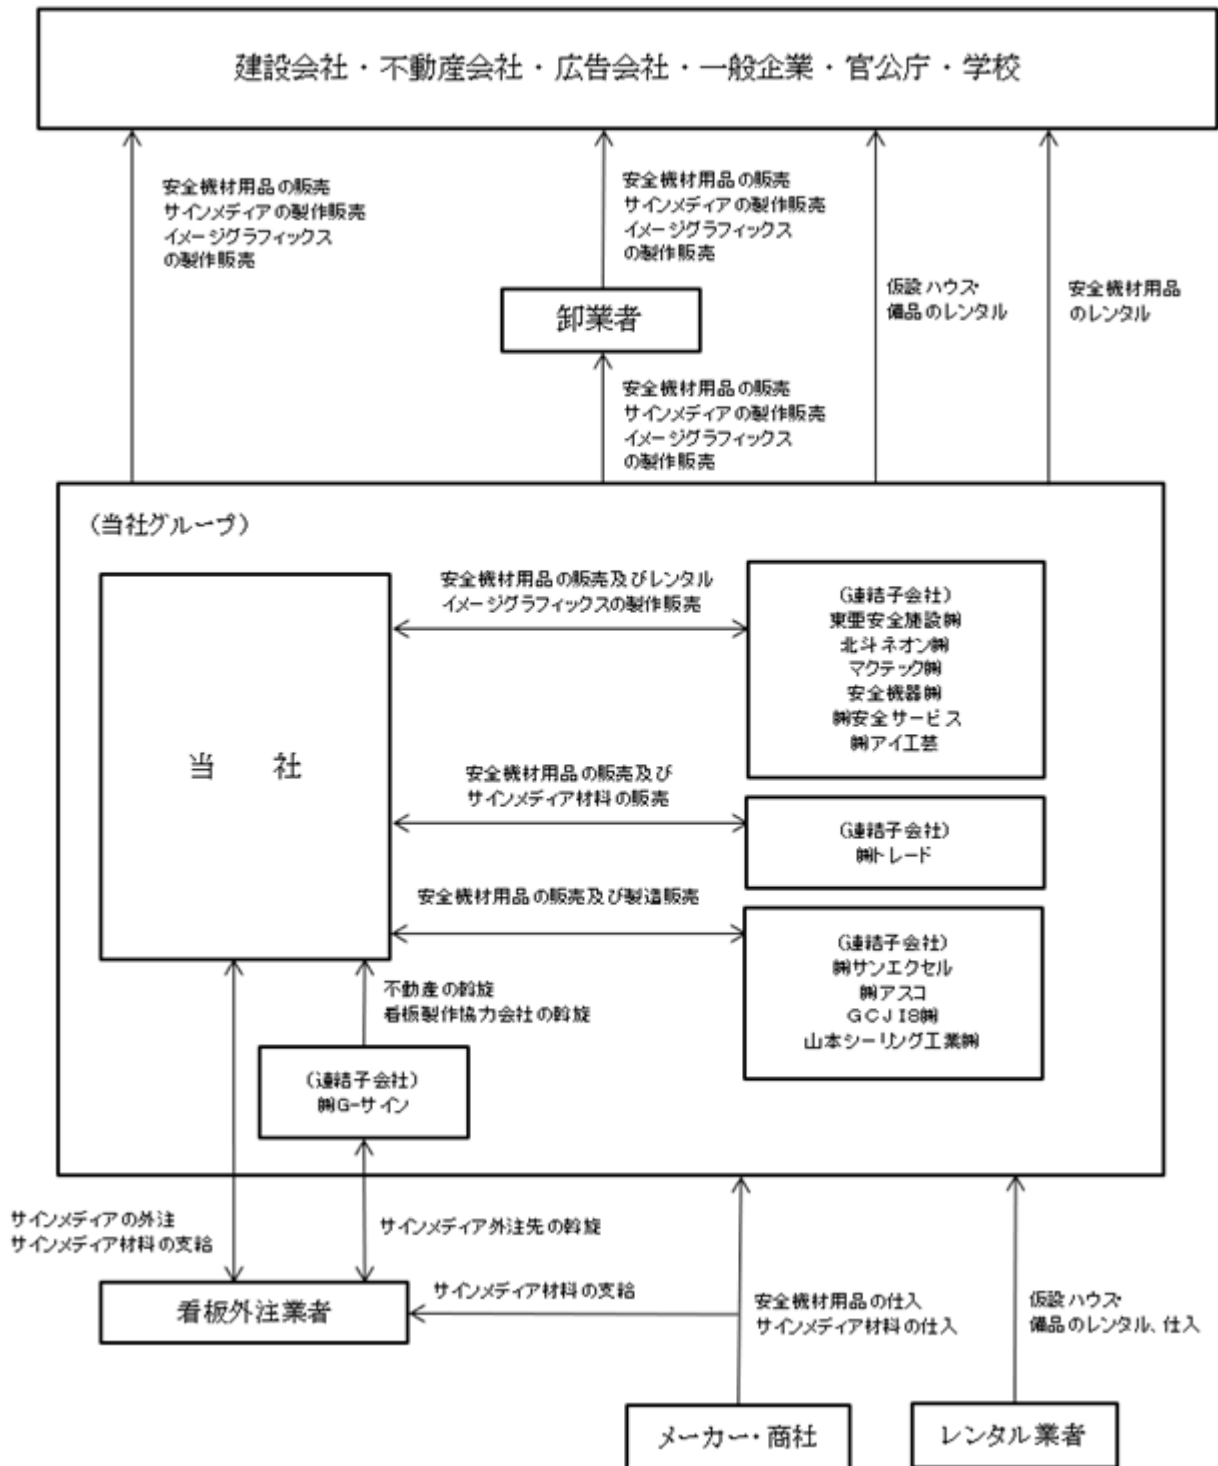 建設会社・不動産会社・広告会社・一般企業・官公庁・学校
安全機材用品の販売
サインメディアの製作販売
イメージグラフィックス
の製作販売
安全機材用品の販売
サインメディアの製作販売
イメージグラフィックス
の製作販売
仮設ハウス・
備品のレンタル
安全機材用品
のレンタル
卸業者
安全機材用品の販売
サインメディアの製作販売
イメージグラフィックス
の製作販売
（当社グループ）
当　社
安全機材用品の販売及びレンタル
イメージグラフィックスの製作販売
（連結子会社）
東亜安全施設㈱
北斗ネオン㈱
マクテック㈱
安全機器㈱
㈱安全サービス
㈱アイ工芸
安全機材用品の販売及び
サインメディア材料の販売
（連結子会社）
㈱トレード
安全機材用品の販売及び製造販売
（連結子会社）
㈱サンエクセル
㈱アスコ
ＧＣＪ18㈱
山本シーリング工業㈱
不動産の斡旋
看板製作協力会社の斡旋
（連結子会社）
㈱G-サイン
サインメディアの外注
サインメディア材料の支給
サインメディア外注先の斡旋
看板外注業者
サインメディア材料の支給
安全機材用品の仕入
サインメディア材料の仕入
仮設ハウス・
備品のレンタル、仕入
メーカー・商社
レンタル業者